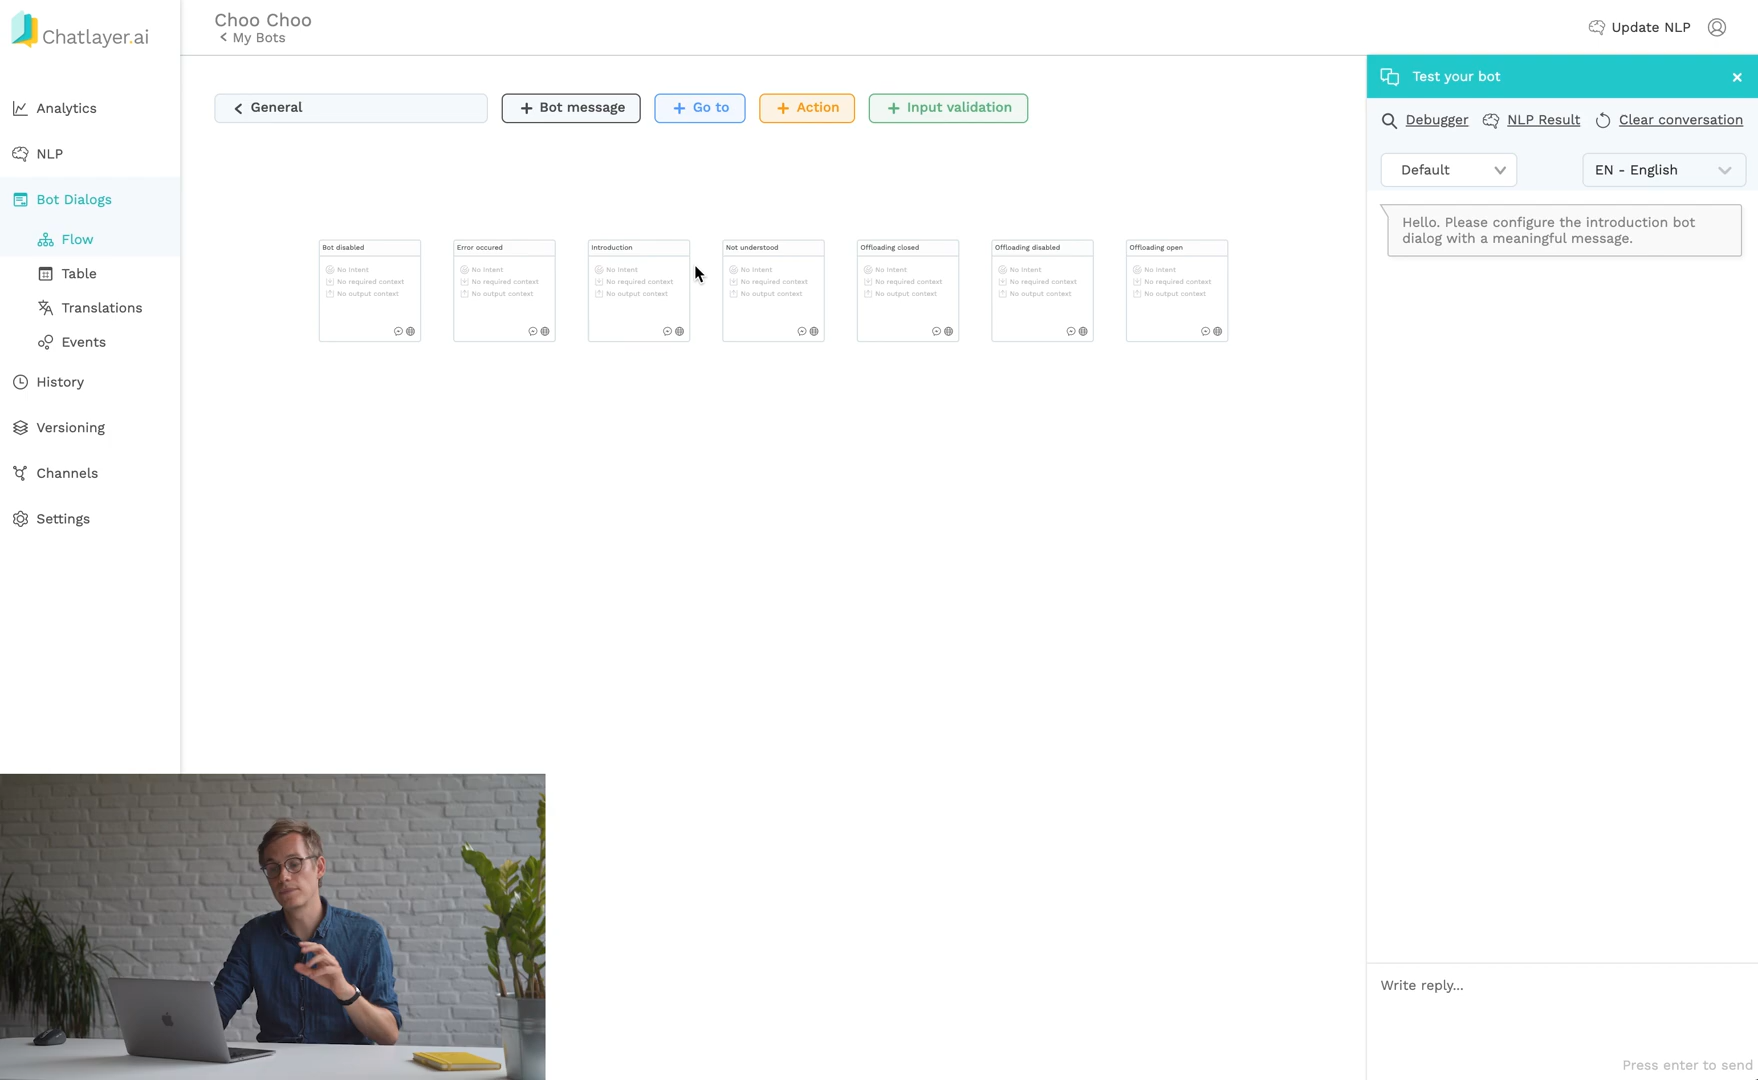 Chatlayer.ai
Choo Choo
< My Bots
Update NLP
Analytics
NLP
Bot Dialogs
Flow
Table
Translations
Events
History
Versioning
Channels
Settings
General
+ Bot message
+ Go to
+ Action
+ Input validation
Bot disabled
No Intent
No required context
No output context
Error occured
No Intent
No required context
No output context
Introduction
No Intent
No required context
No output context
Not understood
No Intent
No required context
No output context
Offloading closed
No Intent
No required context
No output context
Offloading disabled
No Intent
No required context
No output context
Offloading open
No Intent
No required context
No output context
Test your bot
Debugger
NLP Result
Clear conversation
Default
EN - English
Hello. Please configure the introduction bot
dialog with a meaningful message.
Write reply...
Press enter to send